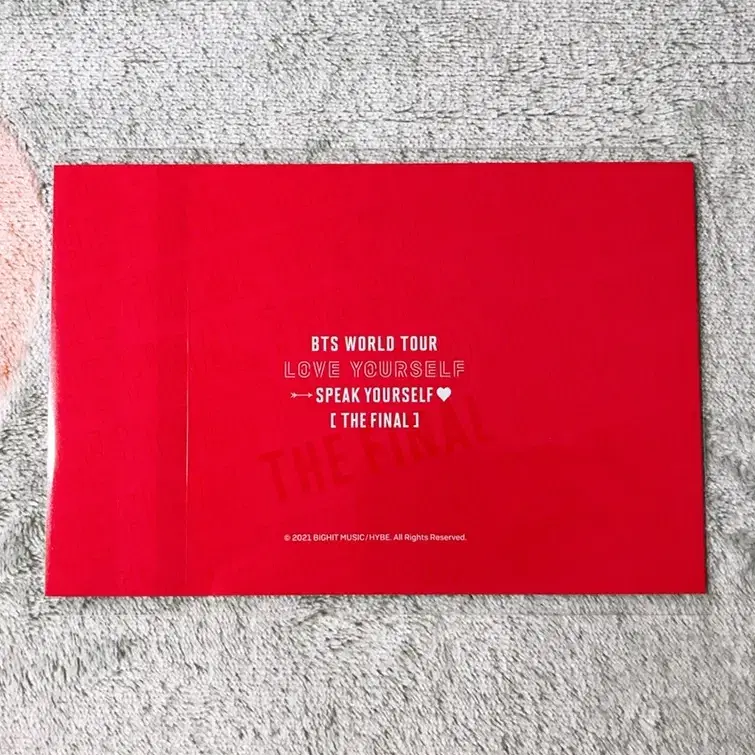 BTS WORLD TOUR
LOVE YOURSELF
SPEAK YOURSELF
[ THE FINAL ]
THE FINAL
© 2021 BIGHIT MUSIC / HYBE. All Rights Reserved.